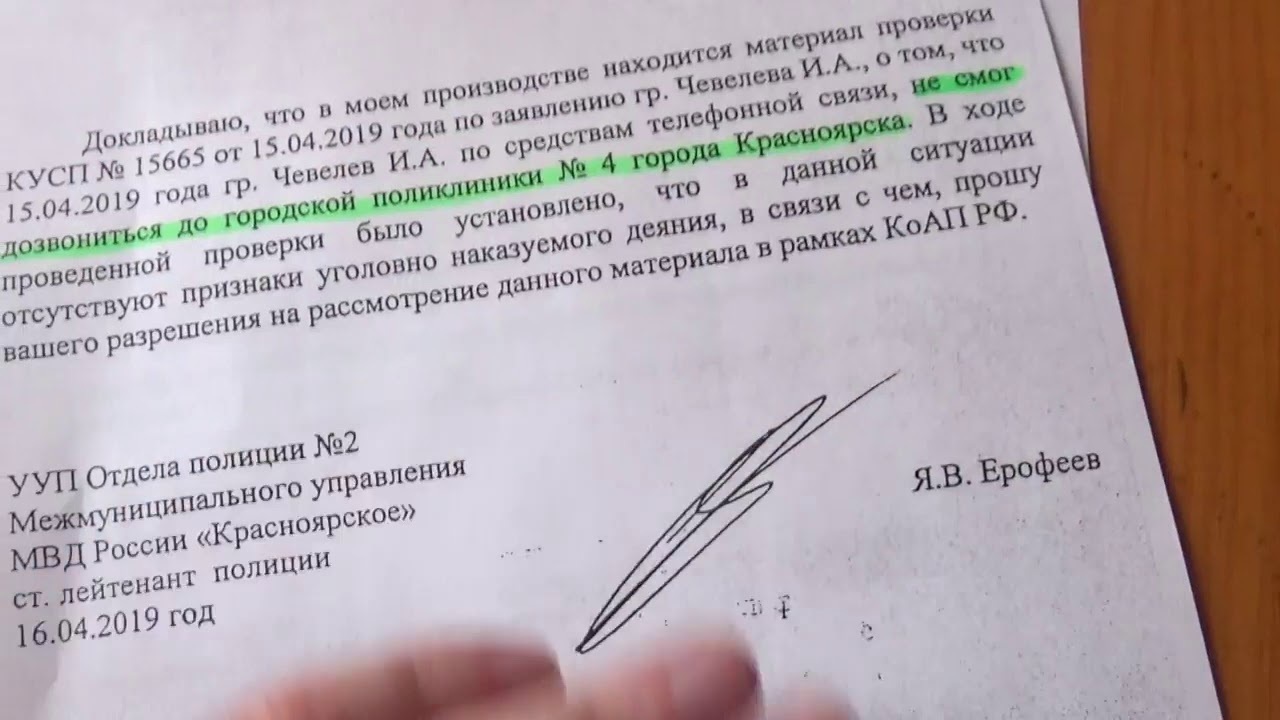 Докладываю, что в моем производстве находится материал проверки
КУСП № 15665 от 15.04.2019 года по заявлению гр. Чевелева И.А., о том, что
15.04.2019 года гр. Чевелев И.А. по средствам телефонной связи, не смог
дозвониться до городской поликлиники № 4 города Красноярска. В ходе
проведенной проверки было установлено, что в данной ситуации
отсутствуют признаки уголовно наказуемого деяния, в связи с чем, прошу
вашего разрешения на рассмотрение данного материала в рамках КоАП РФ.
УУП Отдела полиции №2
Межмуниципального управления
МВД России «Красноярское»
ст. лейтенант полиции
16.04.2019 год
Я.В. Ерофеев